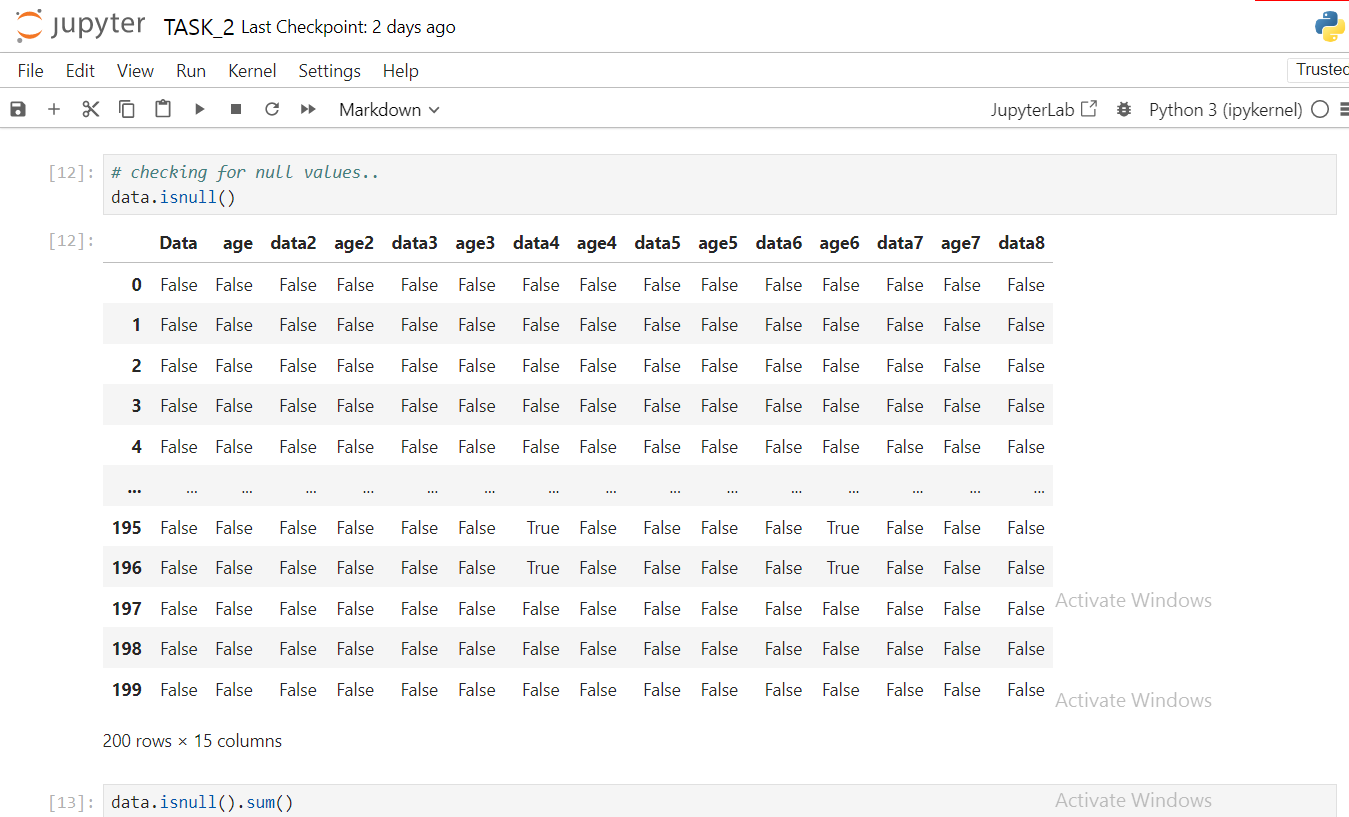 jupyter TASK_2 Last Checkpoint: 2 days ago
File Edit View Run Kernel Settings Help Trusted
Markdown JupyterLab Python 3 (ipykernel)
[12]: # checking for null values..
data.isnull()
[12]: Data age data2 age2 data3 age3 data4 age4 data5 age5 data6 age6 data7 age7 data8
0 False False False False False False False False False False False False False False False
1 False False False False False False False False False False False False False False False
2 False False False False False False False False False False False False False False False
3 False False False False False False False False False False False False False False False
4 False False False False False False False False False False False False False False False
... ... ... ... ... ... ... ... ... ... ... ... ... ... ... ...
195 False False False False False False True False False False False True False False False
196 False False False False False False True False False False False True False False False
197 False False False False False False False False False False False False False False False
Activate Windows
198 False False False False False False False False False False False False False False False
199 False False False False False False False False False False False False False False False
Activate Windows
200 rows × 15 columns
[13]: data.isnull().sum()
Activate Windows